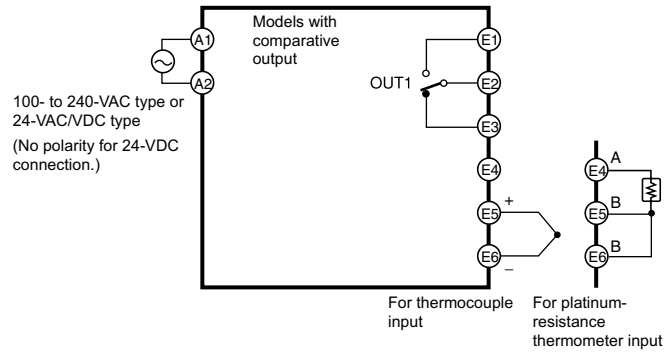 Models with
comparative
output
A1
A2
E1
OUT1
E2
E3
E4
E5
+
E6
−
100- to 240-VAC type or
24-VAC/VDC type
(No polarity for 24-VDC
connection.)
E4
A
E5
B
E6
B
For thermocouple
input
For platinum-
resistance
thermometer input